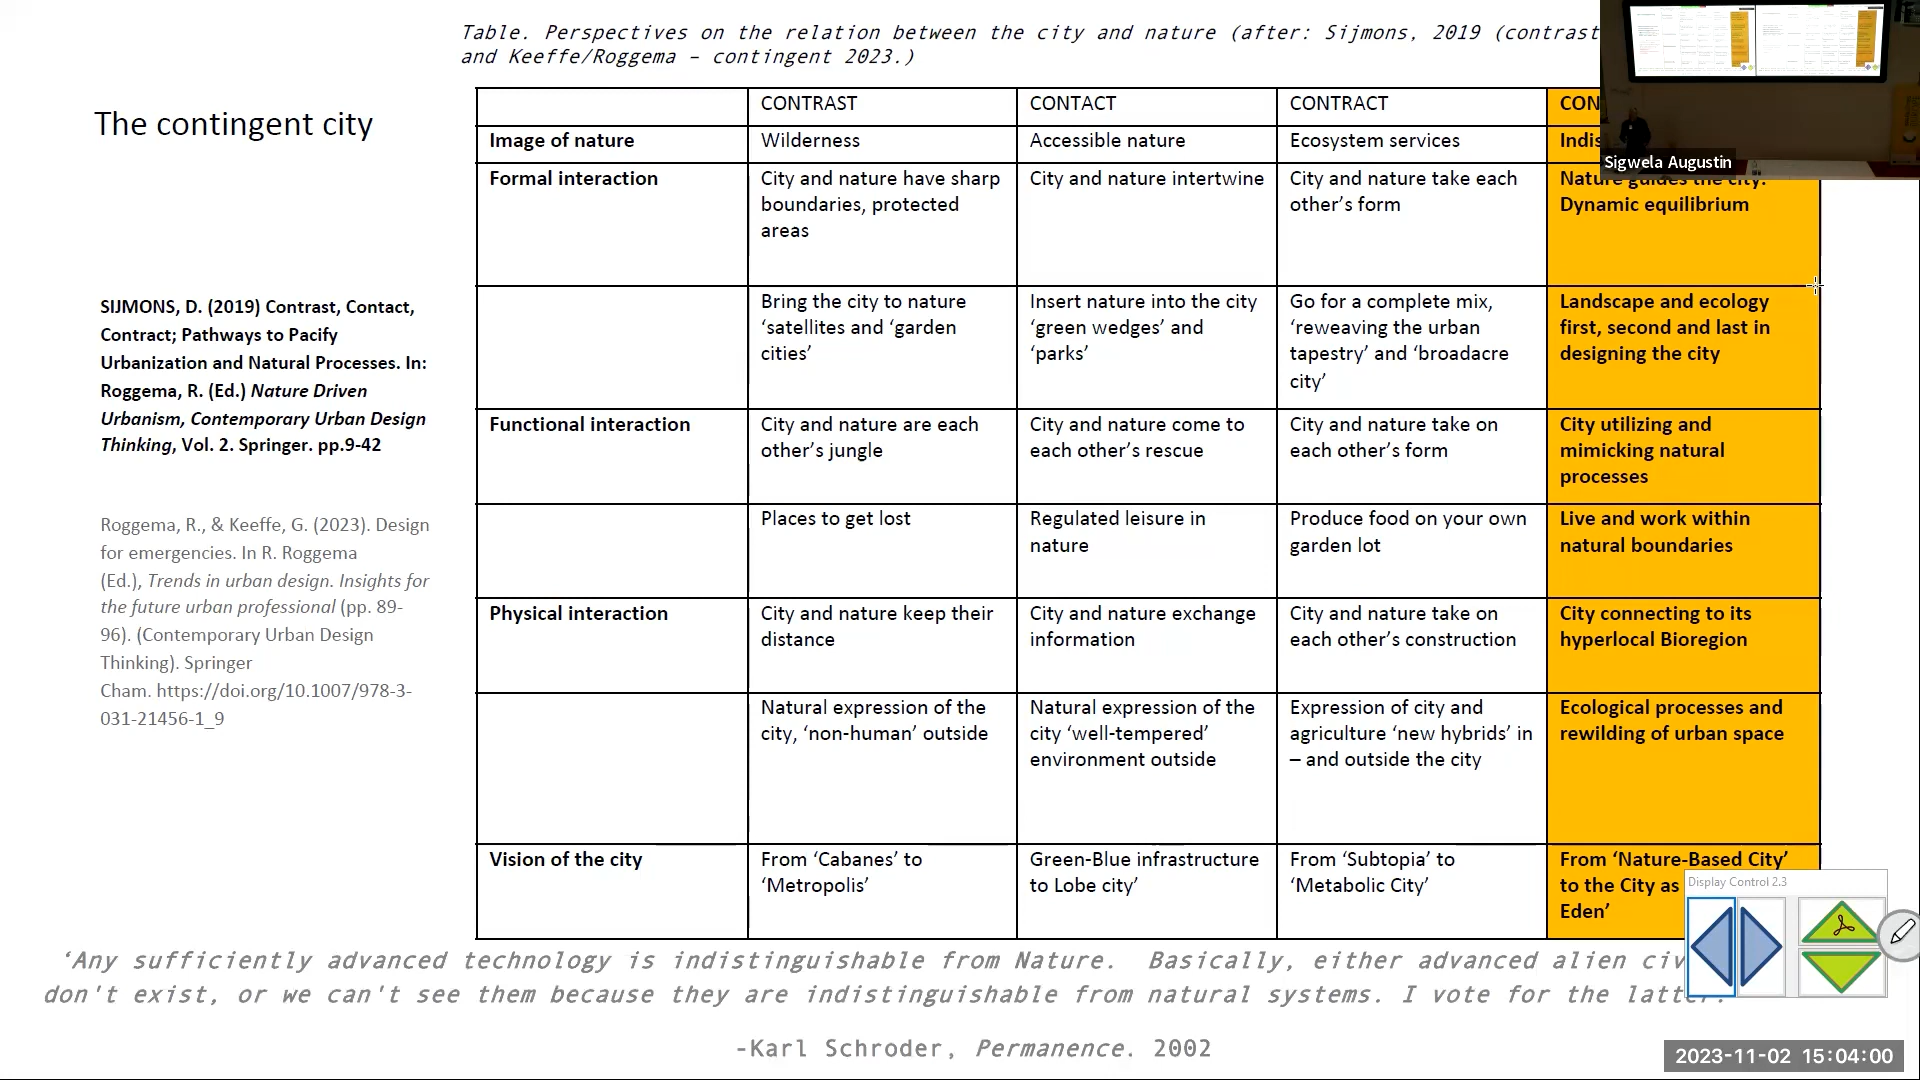 Table. Perspectives on the relation between the city and nature (after: Sijmons, 2019 (contrast
and Keeffe/Roggema – contingent 2023.)
The contingent city
SIJMONS, D. (2019) Contrast, Contact,
Contract; Pathways to Pacify
Urbanization and Natural Processes. In:
Roggema, R. (Ed.) Nature Driven
Urbanism, Contemporary Urban Design
Thinking, Vol. 2. Springer. pp.9-42
Roggema, R., & Keeffe, G. (2023). Design
for emergencies. In R. Roggema
(Ed.), Trends in urban design. Insights for
the future urban professional (pp. 89-
96). (Contemporary Urban Design
Thinking). Springer
Cham. https://doi.org/10.1007/978-3-
031-21456-1_9
CONTRAST
CONTACT
CONTRACT
Image of nature
Wilderness
Accessible nature
Ecosystem services
Formal interaction
City and nature have sharp
boundaries, protected
areas
City and nature intertwine
City and nature take each
other’s form
Nature guides the city:
Dynamic equilibrium
Bring the city to nature
‘satellites and ‘garden
cities’
Insert nature into the city
‘green wedges’ and
‘parks’
Go for a complete mix,
‘reweaving the urban
tapestry’ and ‘broadacre
city’
Landscape and ecology
first, second and last in
designing the city
Functional interaction
City and nature are each
other’s jungle
City and nature come to
each other’s rescue
City and nature take on
each other’s form
City utilizing and
mimicking natural
processes
Places to get lost
Regulated leisure in
nature
Produce food on your own
garden lot
Live and work within
natural boundaries
Physical interaction
City and nature keep their
distance
City and nature exchange
information
City and nature take on
each other’s construction
City connecting to its
hyperlocal Bioregion
Natural expression of the
city, ‘non-human’ outside
Natural expression of the
city ‘well-tempered’
environment outside
Expression of city and
agriculture ‘new hybrids’ in
– and outside the city
Ecological processes and
rewilding of urban space
Vision of the city
From ‘Cabanes’ to
‘Metropolis’
Green-Blue infrastructure
to Lobe city’
From ‘Subtopia’ to
‘Metabolic City’
From ‘Nature-Based City’
to the City as
Eden’
‘Any sufficiently advanced technology is indistinguishable from Nature. Basically, either advanced alien civ
don't exist, or we can't see them because they are indistinguishable from natural systems. I vote for the latter.
-Karl Schroder, Permanence. 2002
Sigwela Augustin
Display Control 2.3
2023-11-02 15:04:00